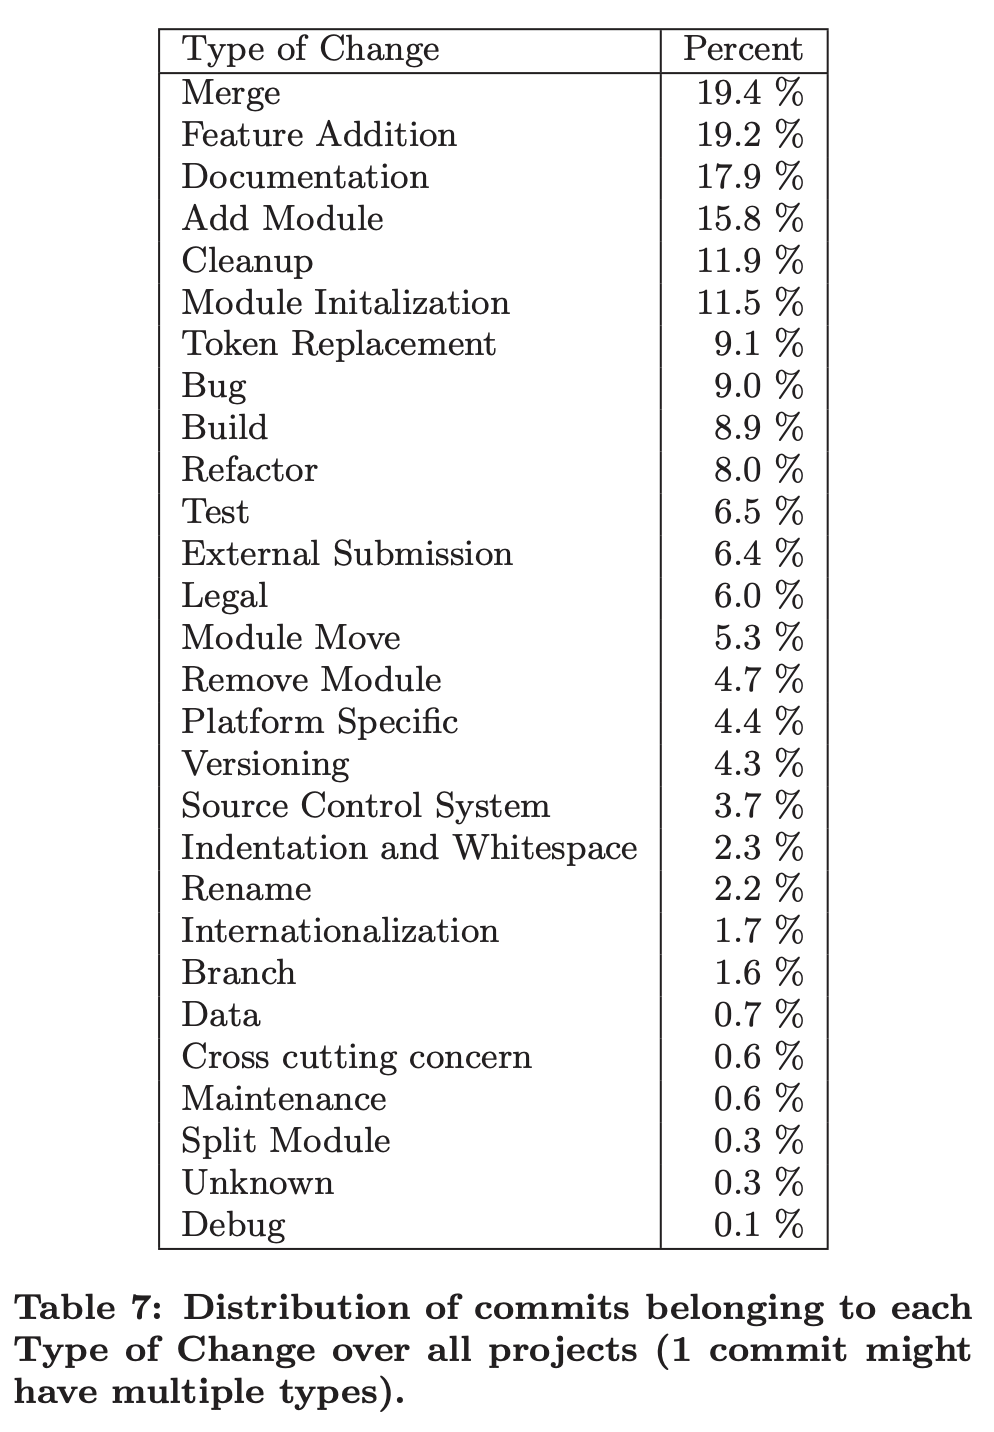 Type of Change Percent
Merge 19.4 %
Feature Addition 19.2 %
Documentation 17.9 %
Add Module 15.8 %
Cleanup 11.9 %
Module Initalization 11.5 %
Token Replacement 9.1 %
Bug 9.0 %
Build 8.9 %
Refactor 8.0 %
Test 6.5 %
External Submission 6.4 %
Legal 6.0 %
Module Move 5.3 %
Remove Module 4.7 %
Platform Specific 4.4 %
Versioning 4.3 %
Source Control System 3.7 %
Indentation and Whitespace 2.3 %
Rename 2.2 %
Internationalization 1.7 %
Branch 1.6 %
Data 0.7 %
Cross cutting concern 0.6 %
Maintenance 0.6 %
Split Module 0.3 %
Unknown 0.3 %
Debug 0.1 %
Table 7: Distribution of commits belonging to each
Type of Change over all projects (1 commit might
have multiple types).